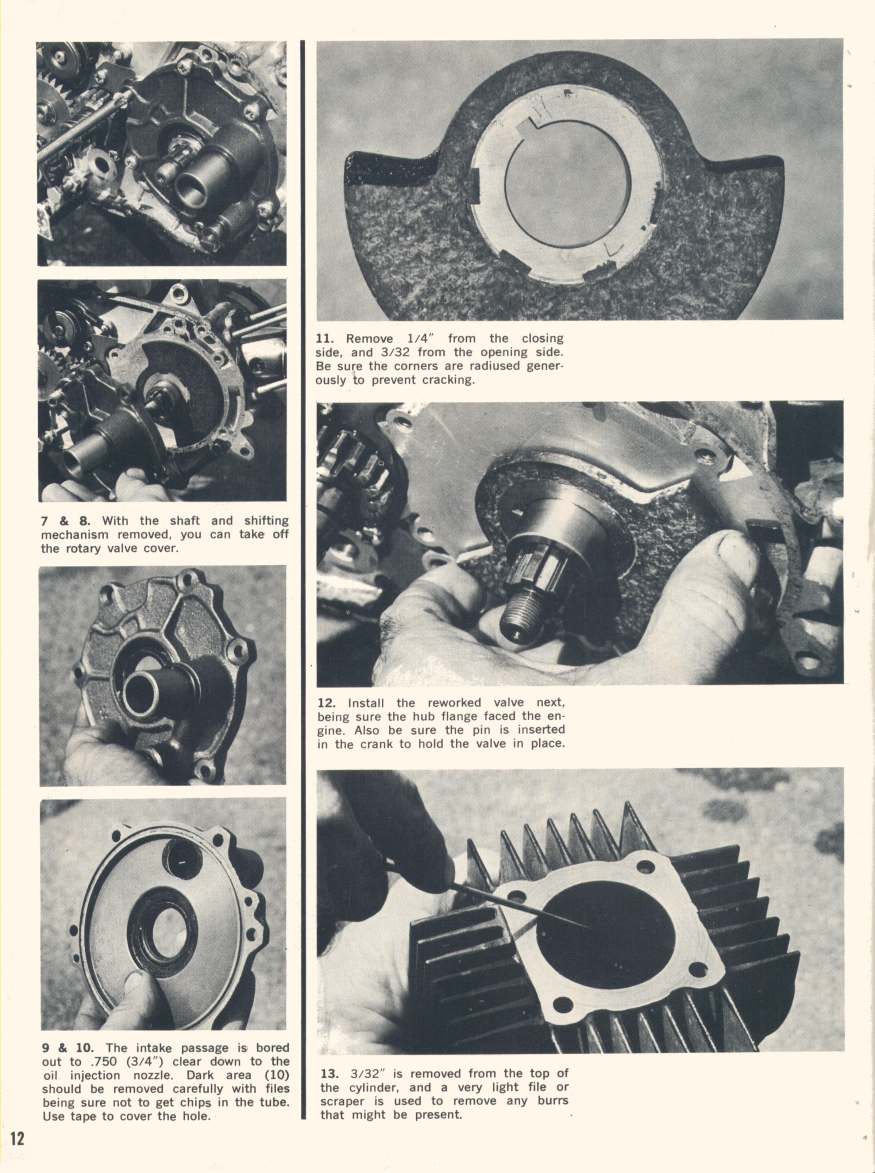 7 & 8. With the shaft and shifting
mechanism removed, you can take off
the rotary valve cover.
9 & 10. The intake passage is bored
out to .750 (3/4") clear down to the
oil injection nozzle. Dark area (10)
should be removed carefully with files
being sure not to get chips in the tube.
Use tape to cover the hole.
11. Remove 1/4" from the closing
side, and 3/32 from the opening side.
Be sure the corners are radiused gener-
ously to prevent cracking.
12. Install the reworked valve next,
being sure the hub flange faced the en-
gine. Also be sure the pin is inserted
in the crank to hold the valve in place.
13. 3/32" is removed from the top of
the cylinder, and a very light file or
scraper is used to remove any burrs
that might be present.
12